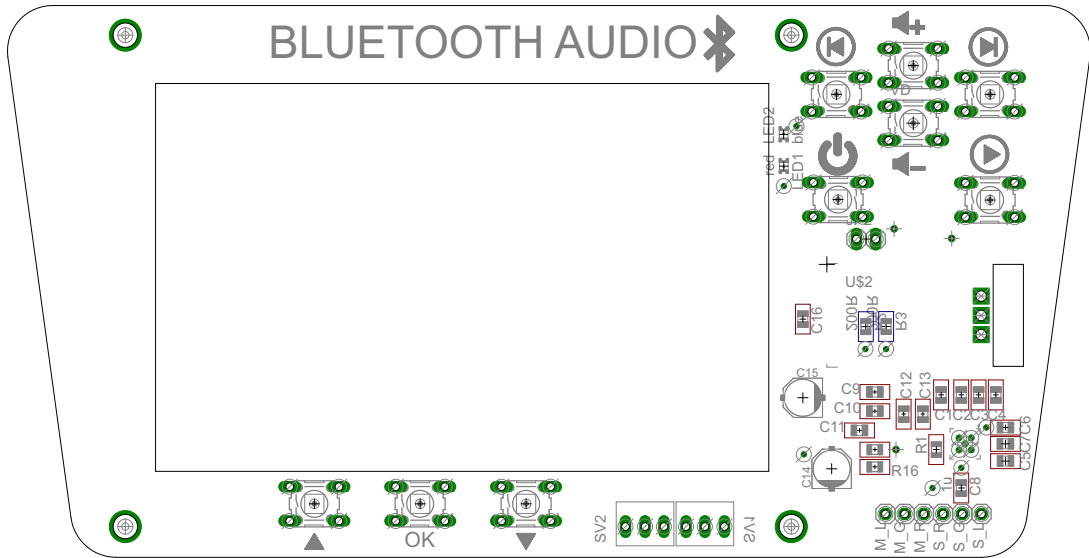 BLUETOOTH AUDIO
VD
LED2
blue
red
LED1
U$2
200R
R3
C16
C15
C9
C12
C13
C10
C1
C2
C3
C4
C11
C6
R1
C7
C5
C14
R16
1u
C8
SV2
SV1
OK
M_L
M_G
M_R
S_R
S_G
S_L